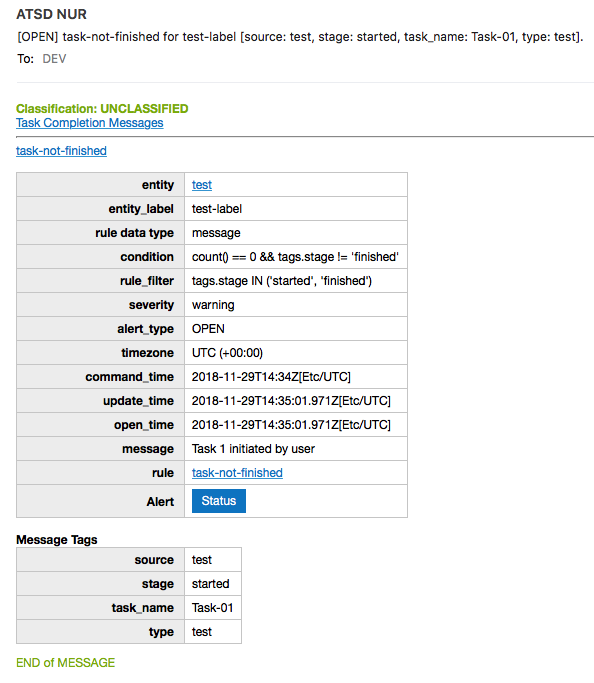 ATSD NUR
[OPEN] task-not-finished for test-label [source: test, stage: started, task_name: Task-01, type: test].
To: DEV
Classification: UNCLASSIFIED
Task Completion Messages
task-not-finished
entity test
entity_label test-label
rule data type message
condition count() == 0 && tags.stage != 'finished'
rule_filter tags.stage IN ('started', 'finished')
severity warning
alert_type OPEN
timezone UTC (+00:00)
command_time 2018-11-29T14:34Z[Etc/UTC]
update_time 2018-11-29T14:35:01.971Z[Etc/UTC]
open_time 2018-11-29T14:35:01.971Z[Etc/UTC]
message Task 1 initiated by user
rule task-not-finished
Alert Status
Message Tags
source test
stage started
task_name Task-01
type test
END of MESSAGE